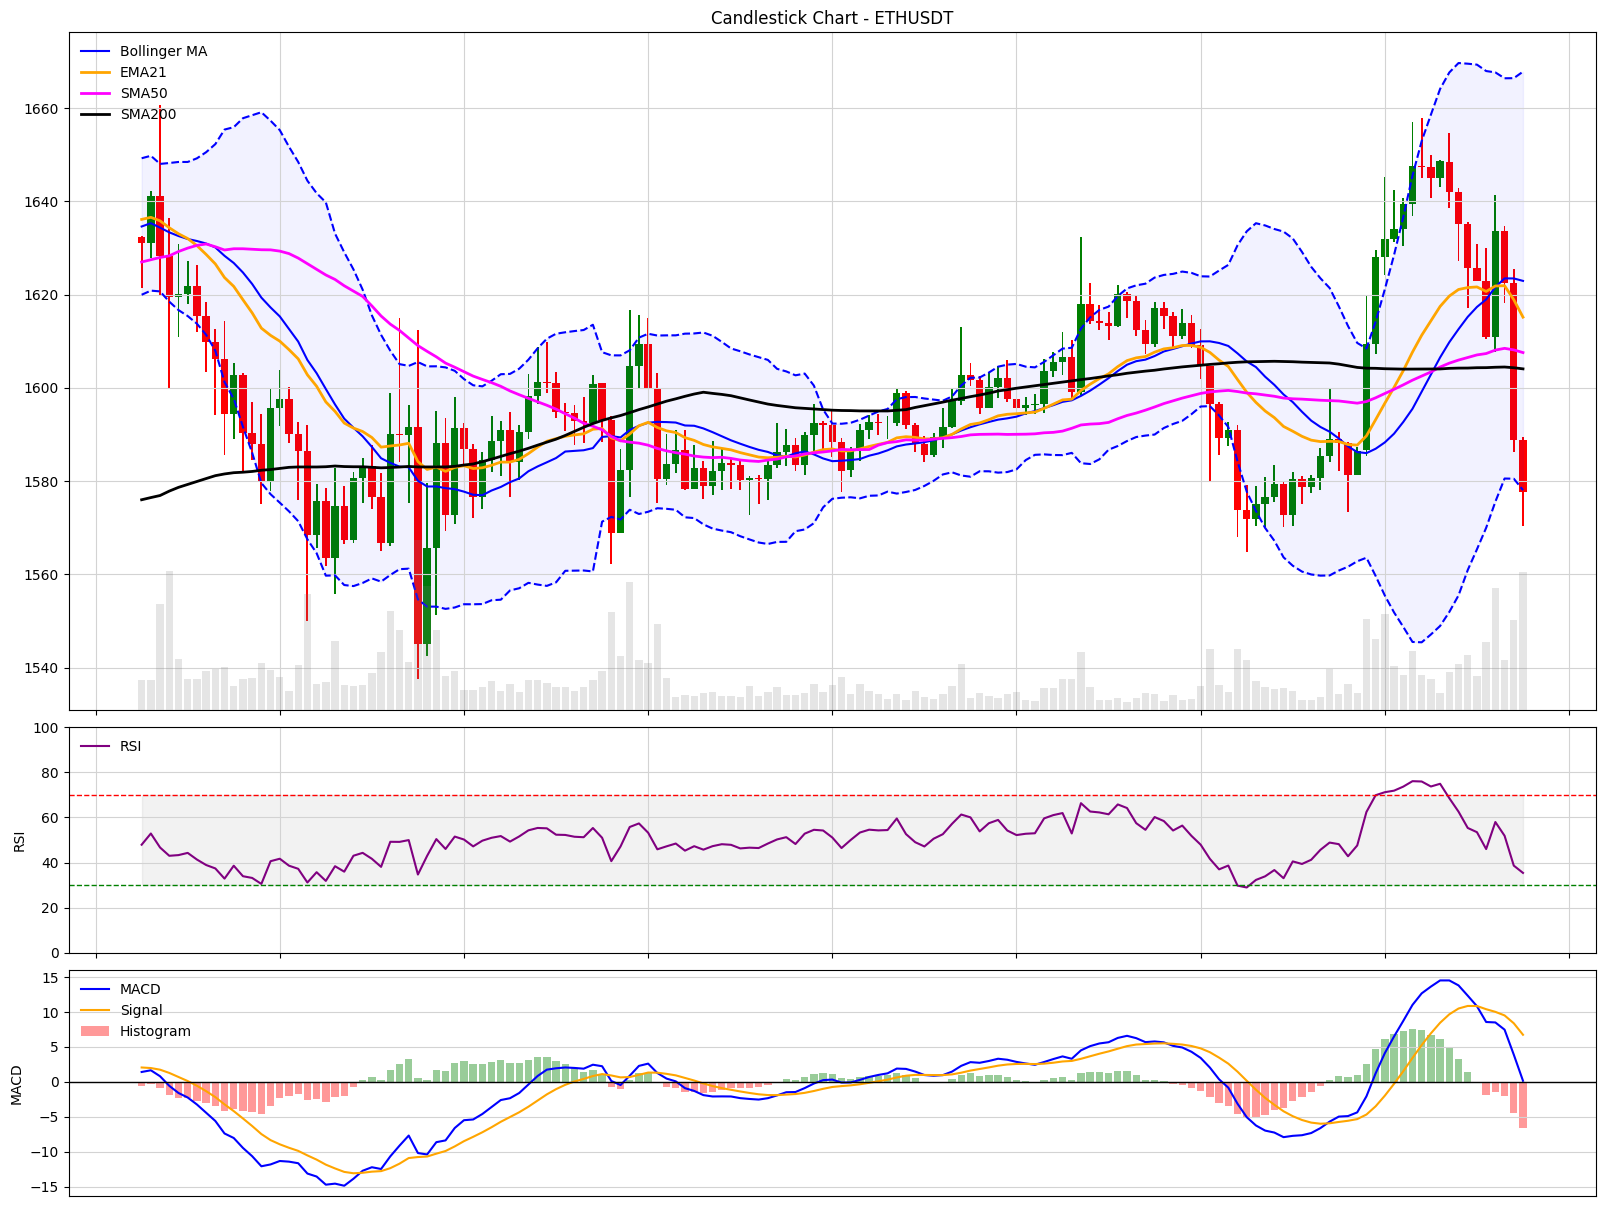 Candlestick Chart - ETHUSDT
Bollinger MA
EMA21
SMA50
SMA200
1660
1640
1620
1600
1580
1560
1540
RSI
100
80
60
40
20
0
RSI
MACD
Signal
Histogram
15
10
5
0
−5
−10
−15
MACD